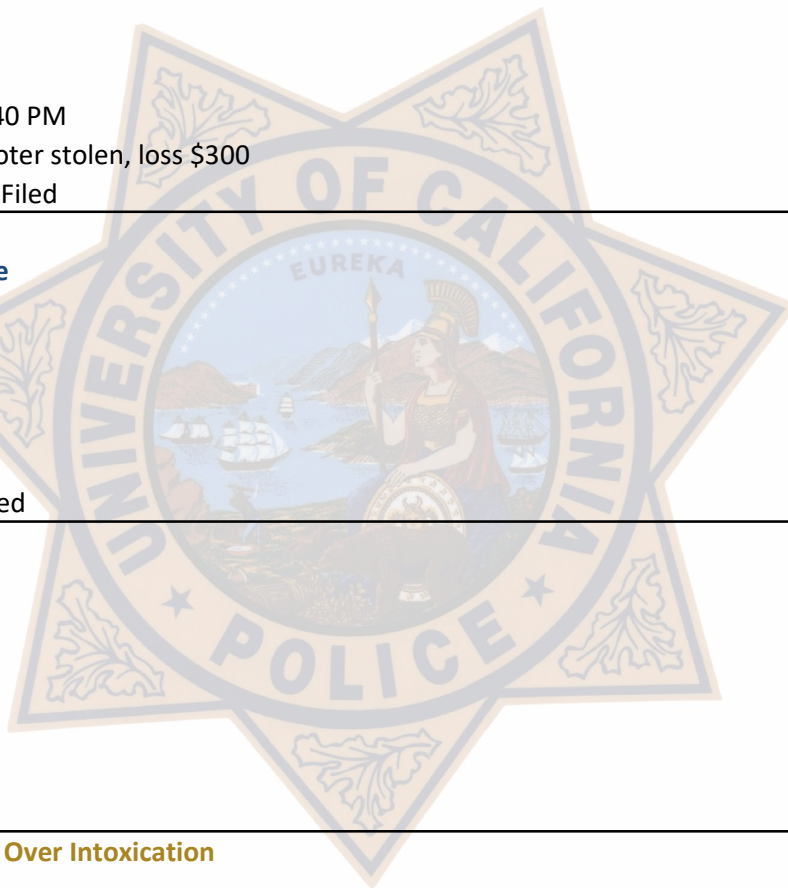 40 PM
oter stolen, loss $300
Filed
e
ed
Over Intoxication
UNIVERSITY OF CALIFORNIA
EUREKA
POLICE